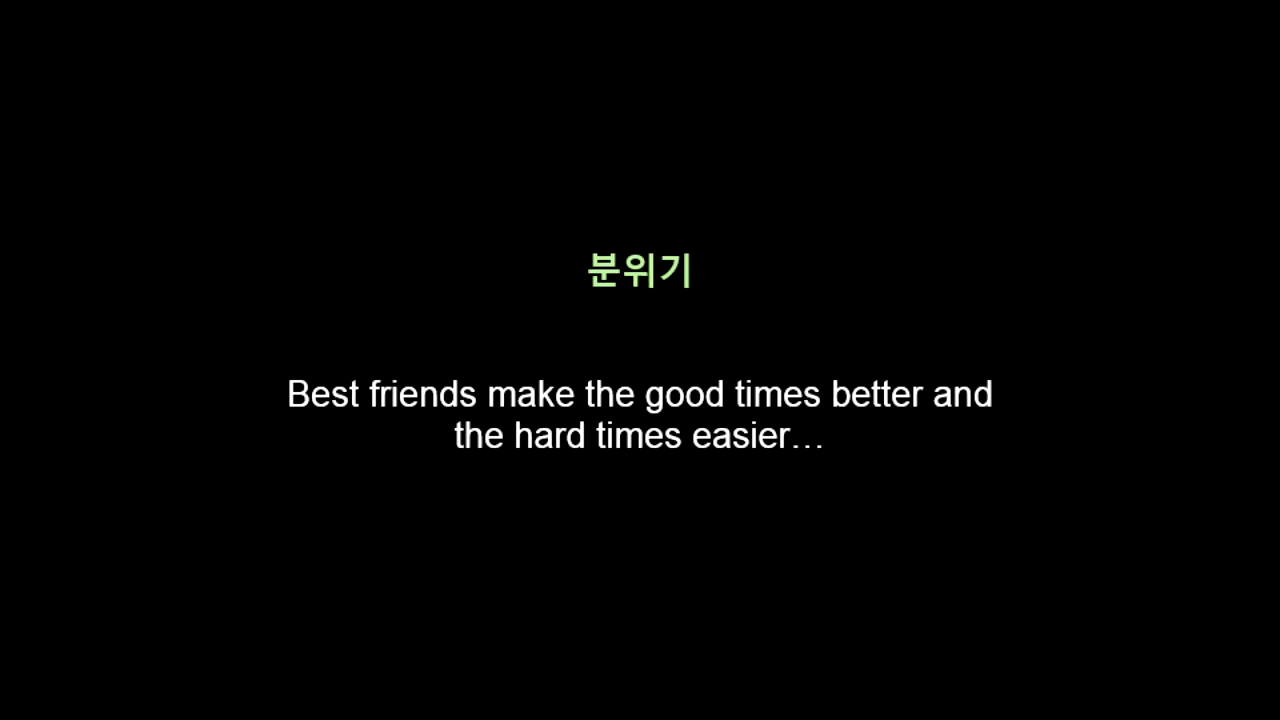 분위기
Best friends make the good times better and
the hard times easier…